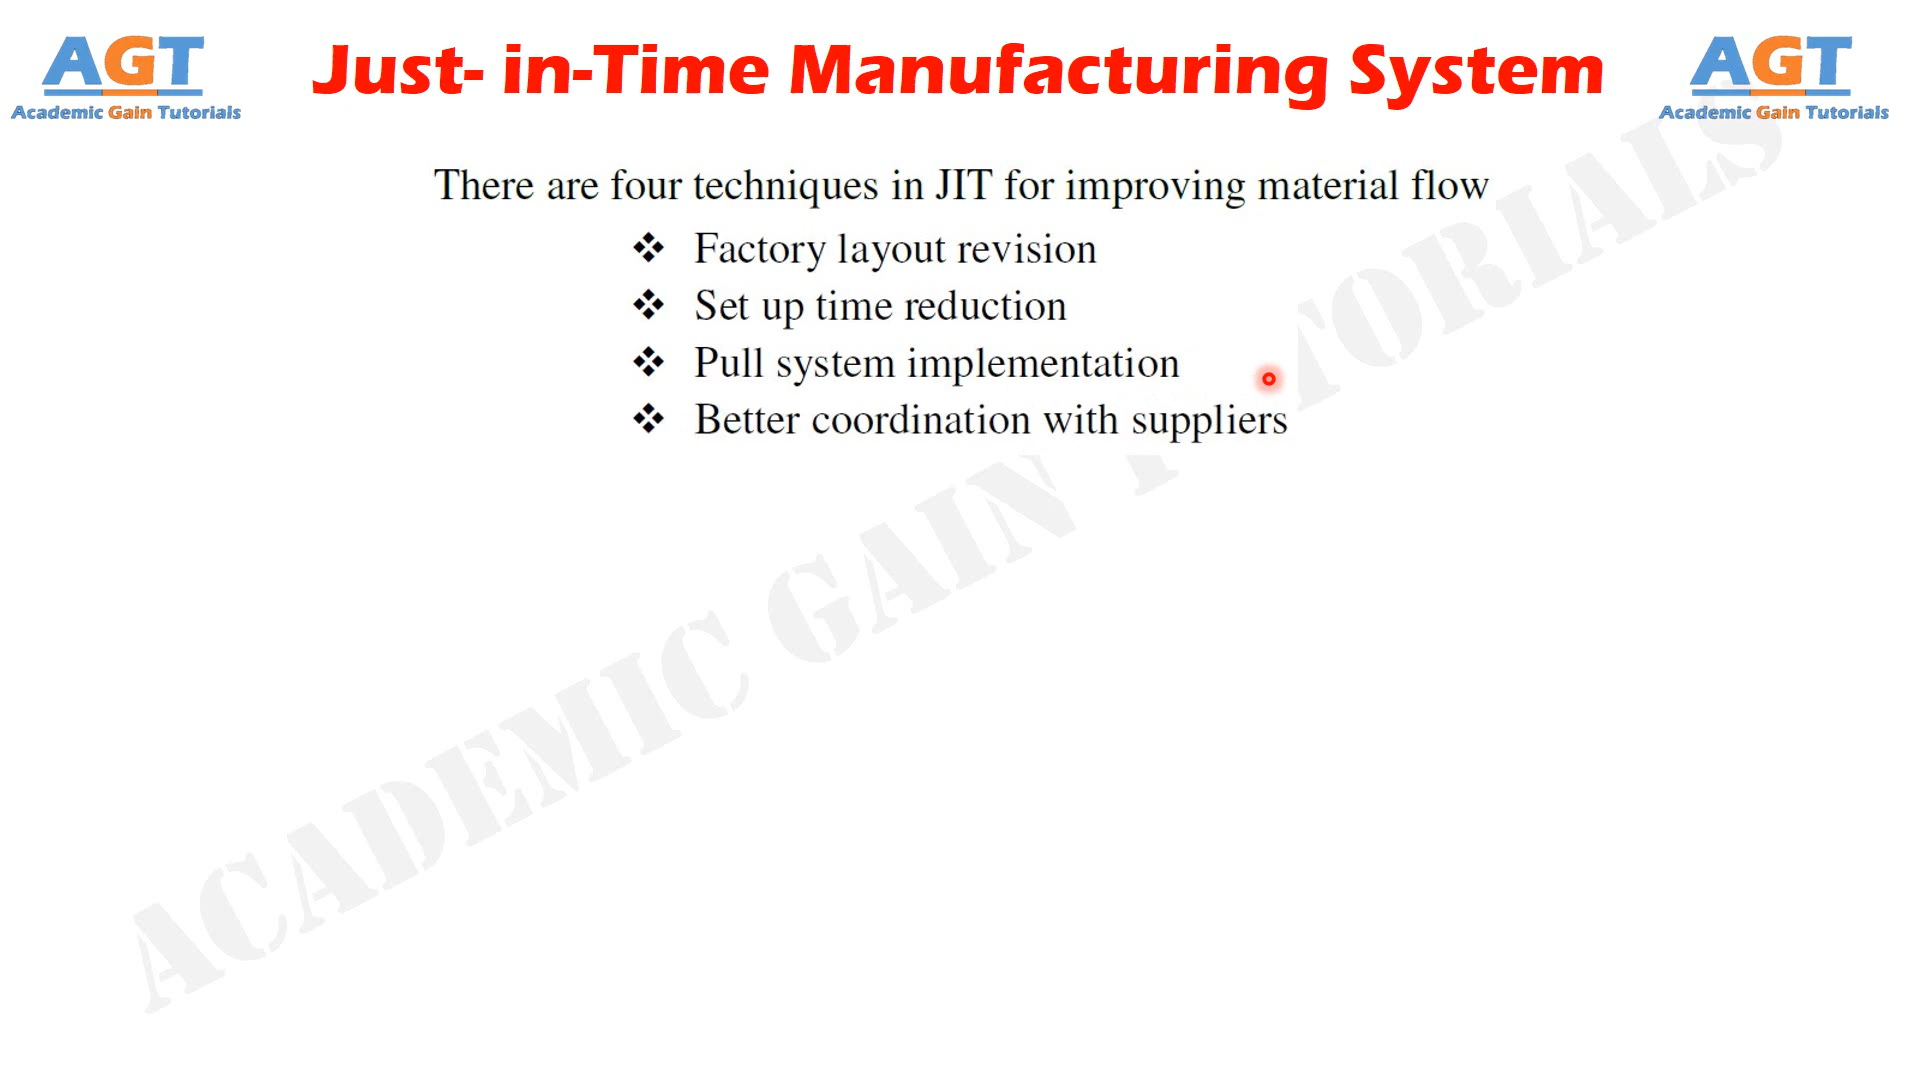 AGT
Academic Gain Tutorials
Just- in-Time Manufacturing System
AGT
Academic Gain Tutorials
There are four techniques in JIT for improving material flow
❖ Factory layout revision
❖ Set up time reduction
❖ Pull system implementation
❖ Better coordination with suppliers
ACADEMIC GAIN TUTORIALS